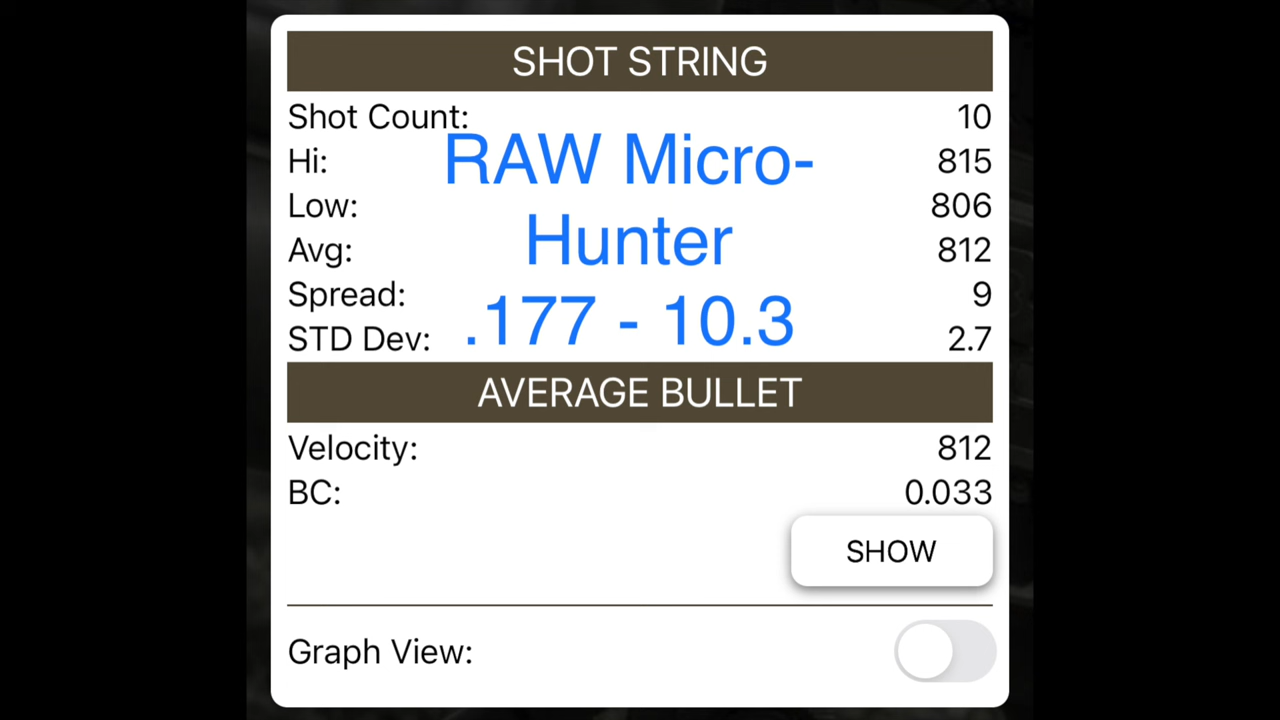 SHOT STRING
Shot Count: 10
RAW Micro-
Hi: 815
Low: 806
Hunter
Avg: 812
Spread: 9
.177 - 10.3
STD Dev: 2.7
AVERAGE BULLET
Velocity: 812
BC: 0.033
SHOW
Graph View: